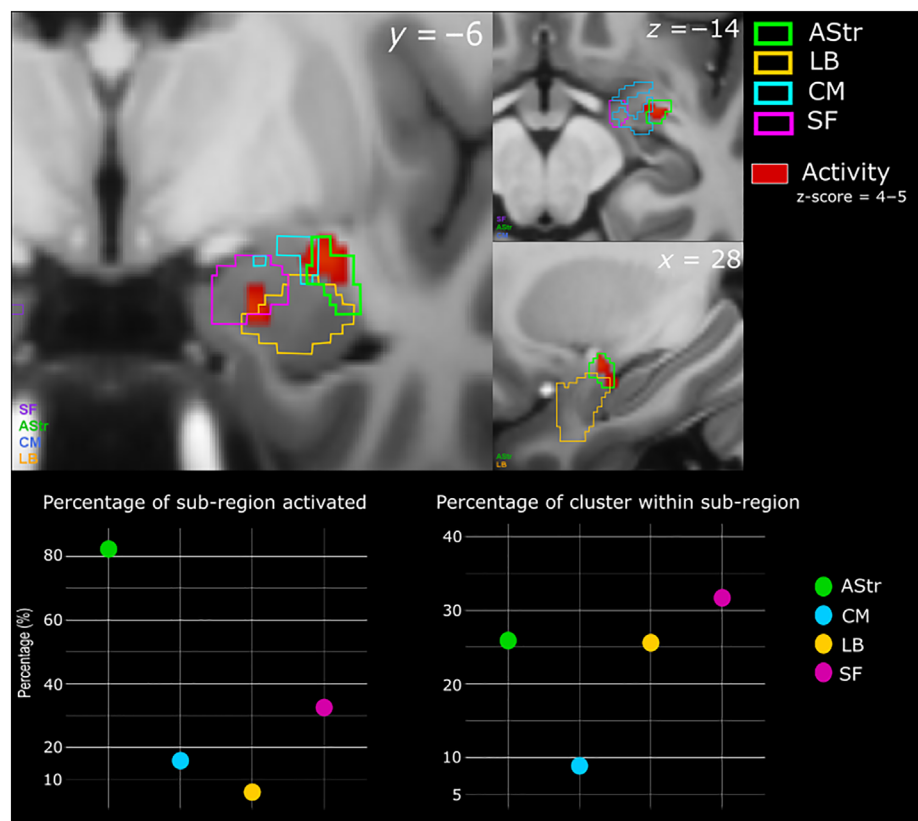 y = −6
z = −14
AStr
LB
CM
SF
Activity
z-score = 4–5
SF
AStr
CM
x = 28
SF
AStr
CM
LB
AStr
LB
Percentage of sub-region activated
Percentage of cluster within sub-region
Percentage (%)
80
60
40
20
10
40
30
20
10
5
AStr
CM
LB
SF